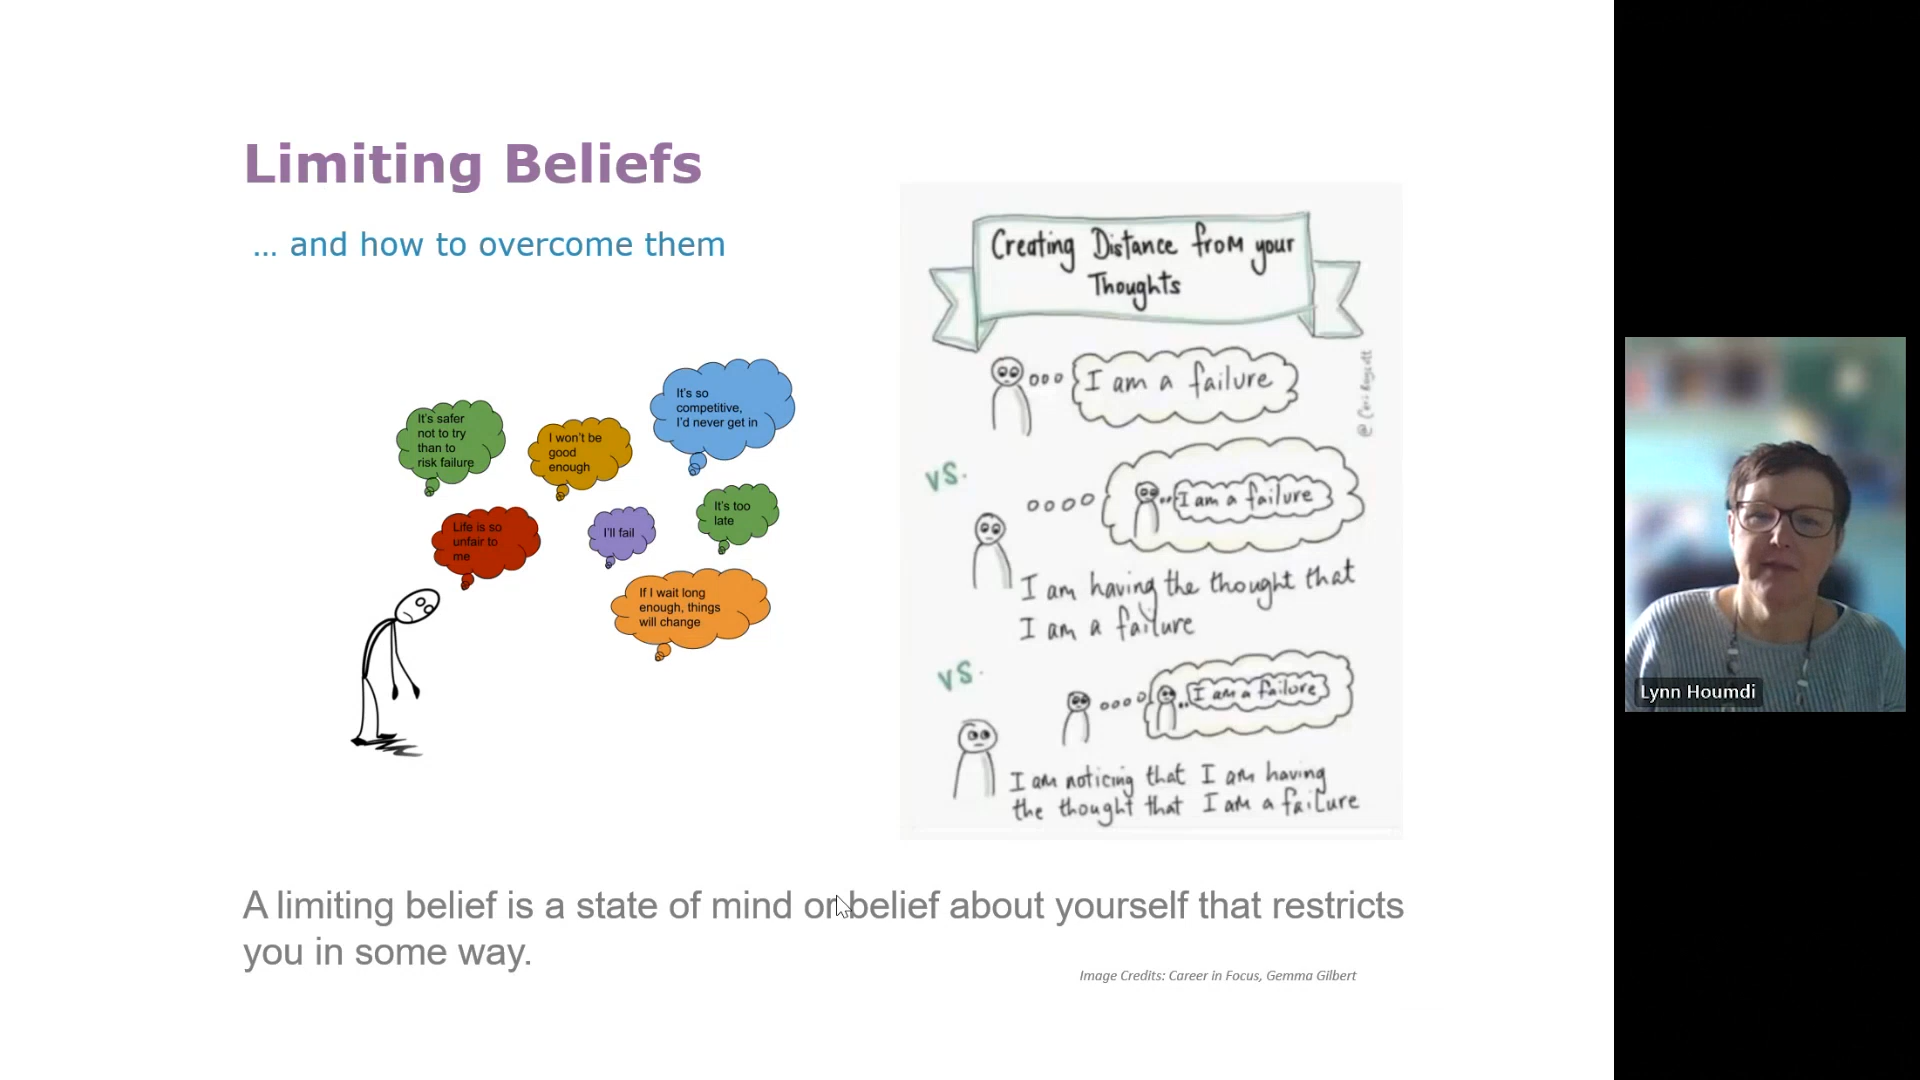 Limiting Beliefs
… and how to overcome them
It's safer
not to try
than to
risk failure
I won't be
good
enough
It's so
competitive,
I'd never get in
Life is so
unfair to
me
I'll fail
It's too
late
If I wait long
enough, things
will change
Creating Distance from your
Thoughts
I am a failure
vs.
I am a failure
I am having the thought that
I am a failure
vs.
I am a failure
I am noticing that I am having
the thought that I am a failure
A limiting belief is a state of mind or belief about yourself that restricts
you in some way.
Image Credits: Career in Focus, Gemma Gilbert
Lynn Houmdi